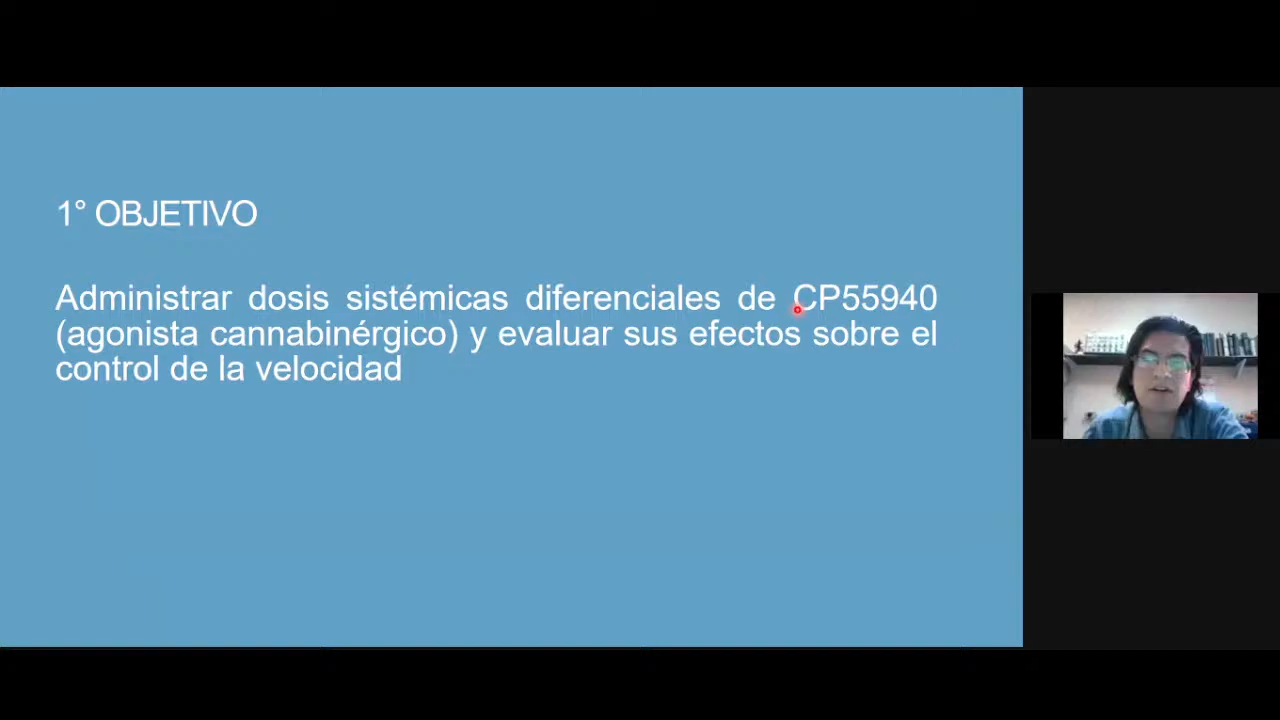 1° OBJETIVO
Administrar dosis sistémicas diferenciales de CP55940
(agonista cannabinérgico) y evaluar sus efectos sobre el
control de la velocidad